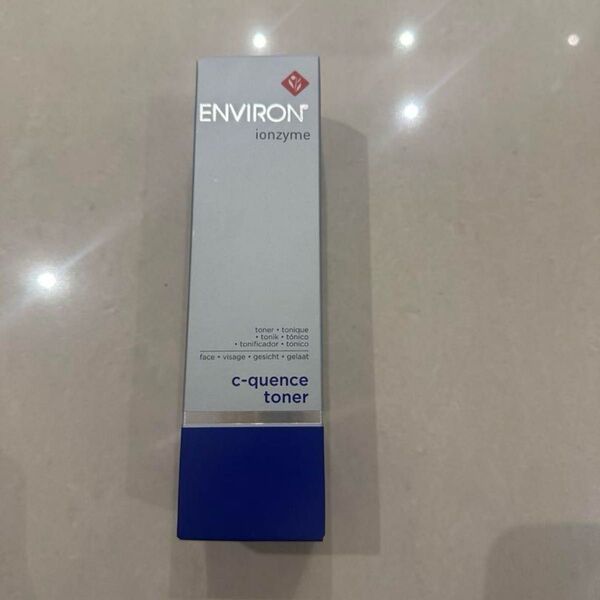 ENVIRON
ionzyme
toner • tonique
• tonik • tónico
• tonificador • tonico
face • visage • gesicht • gelaat
c-quence
toner